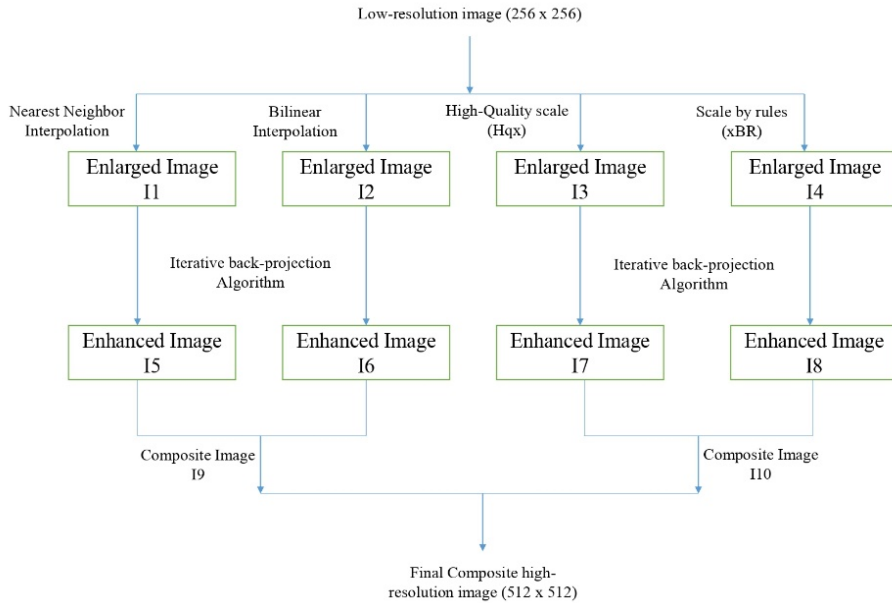 Low-resolution image (256 x 256)
Nearest Neighbor
Interpolation
Bilinear
Interpolation
High-Quality scale
(Hqx)
Scale by rules
(xBR)
Enlarged Image
I1
Enlarged Image
I2
Enlarged Image
I3
Enlarged Image
I4
Iterative back-projection
Algorithm
Iterative back-projection
Algorithm
Enhanced Image
I5
Enhanced Image
I6
Enhanced Image
I7
Enhanced Image
I8
Composite Image
I9
Composite Image
I10
Final Composite high-
resolution image (512 x 512)